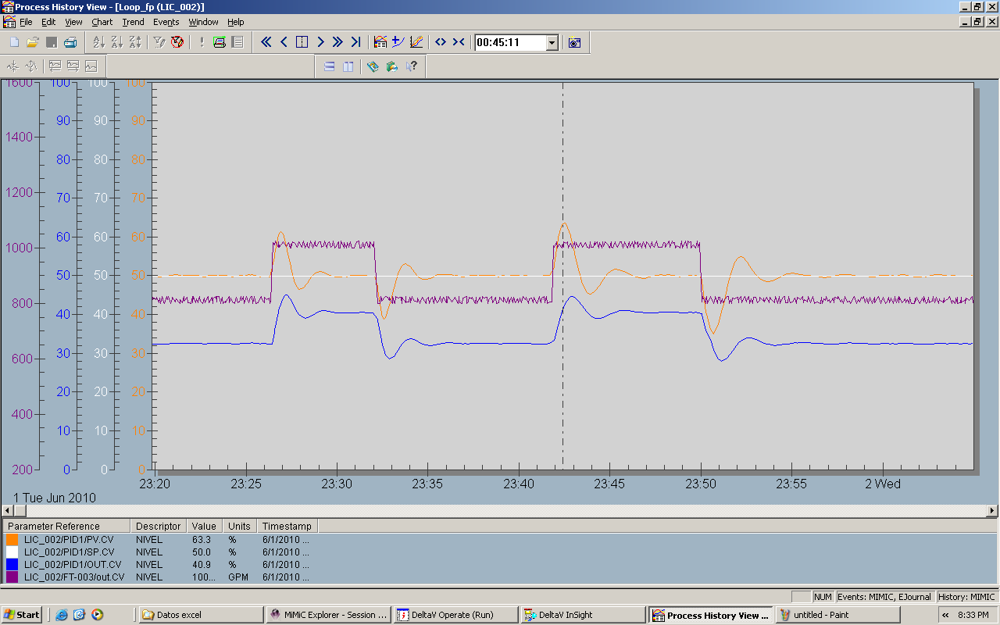 Process History View - [Loop_fp (LIC_002)]
File Edit View Chart Trend Events Window Help
00:45:11
1600 100 100 100
90 90 90
1400
80 80 80
1200 70 70 70
60 60 60
1000
50 50 50
800
40 40 40
600 30 30 30
400 20 20 20
10 10 10
200 0 0 0
23:20 23:25 23:30 23:35 23:40 23:45 23:50 23:55 2 Wed
1 Tue Jun 2010
Parameter Reference Descriptor Value Units Timestamp
LIC_002/PID1/PV.CV NIVEL 63.3 % 6/1/2010 ...
LIC_002/PID1/SP.CV NIVEL 50.0 % 6/1/2010 ...
LIC_002/PID1/OUT.CV NIVEL 40.9 % 6/1/2010 ...
LIC_002/FT-003/out.CV NIVEL 100... GPM 6/1/2010 ...
NUM Events: MIMIC, EJournal History: MIMIC
Start Datos excel MiMiC Explorer - Session ... DeltaV Operate (Run) DeltaV InSight Process History View ... untitled - Paint « 8:33 PM